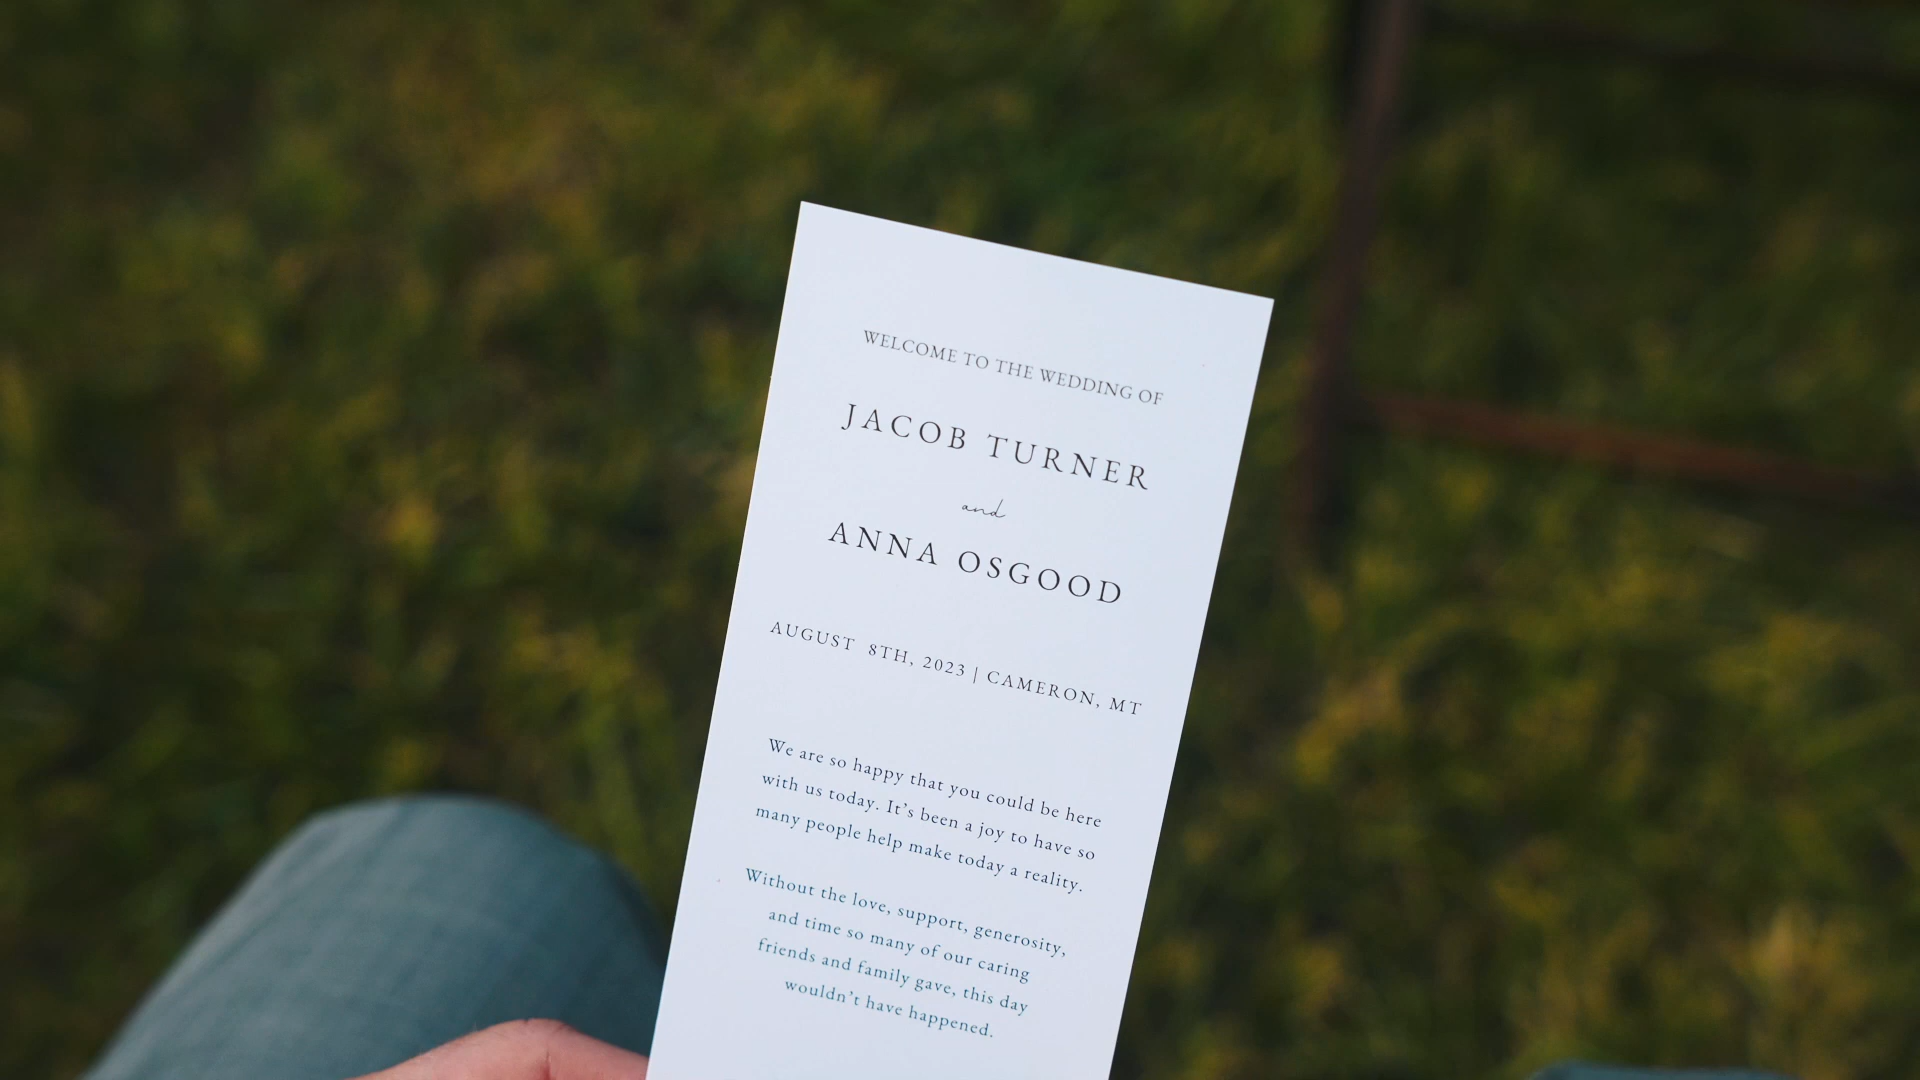 WELCOME TO THE WEDDING OF
JACOB TURNER
and
ANNA OSGOOD
AUGUST 8TH, 2023 | CAMERON, MT
We are so happy that you could be here
with us today. It’s been a joy to have so
many people help make today a reality.
Without the love, support, generosity,
and time so many of our caring
friends and family gave, this day
wouldn’t have happened.